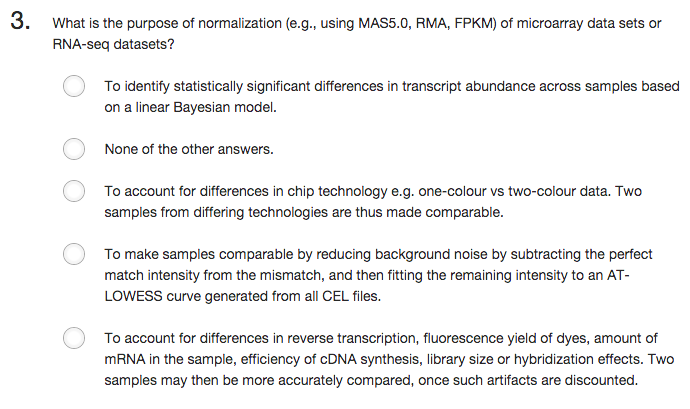 3. What is the purpose of normalization (e.g., using MAS5.0, RMA, FPKM) of microarray data sets or
RNA-seq datasets?
To identify statistically significant differences in transcript abundance across samples based
on a linear Bayesian model.
None of the other answers.
To account for differences in chip technology e.g. one-colour vs two-colour data. Two
samples from differing technologies are thus made comparable.
To make samples comparable by reducing background noise by subtracting the perfect
match intensity from the mismatch, and then fitting the remaining intensity to an AT-
LOWESS curve generated from all CEL files.
To account for differences in reverse transcription, fluorescence yield of dyes, amount of
mRNA in the sample, efficiency of cDNA synthesis, library size or hybridization effects. Two
samples may then be more accurately compared, once such artifacts are discounted.